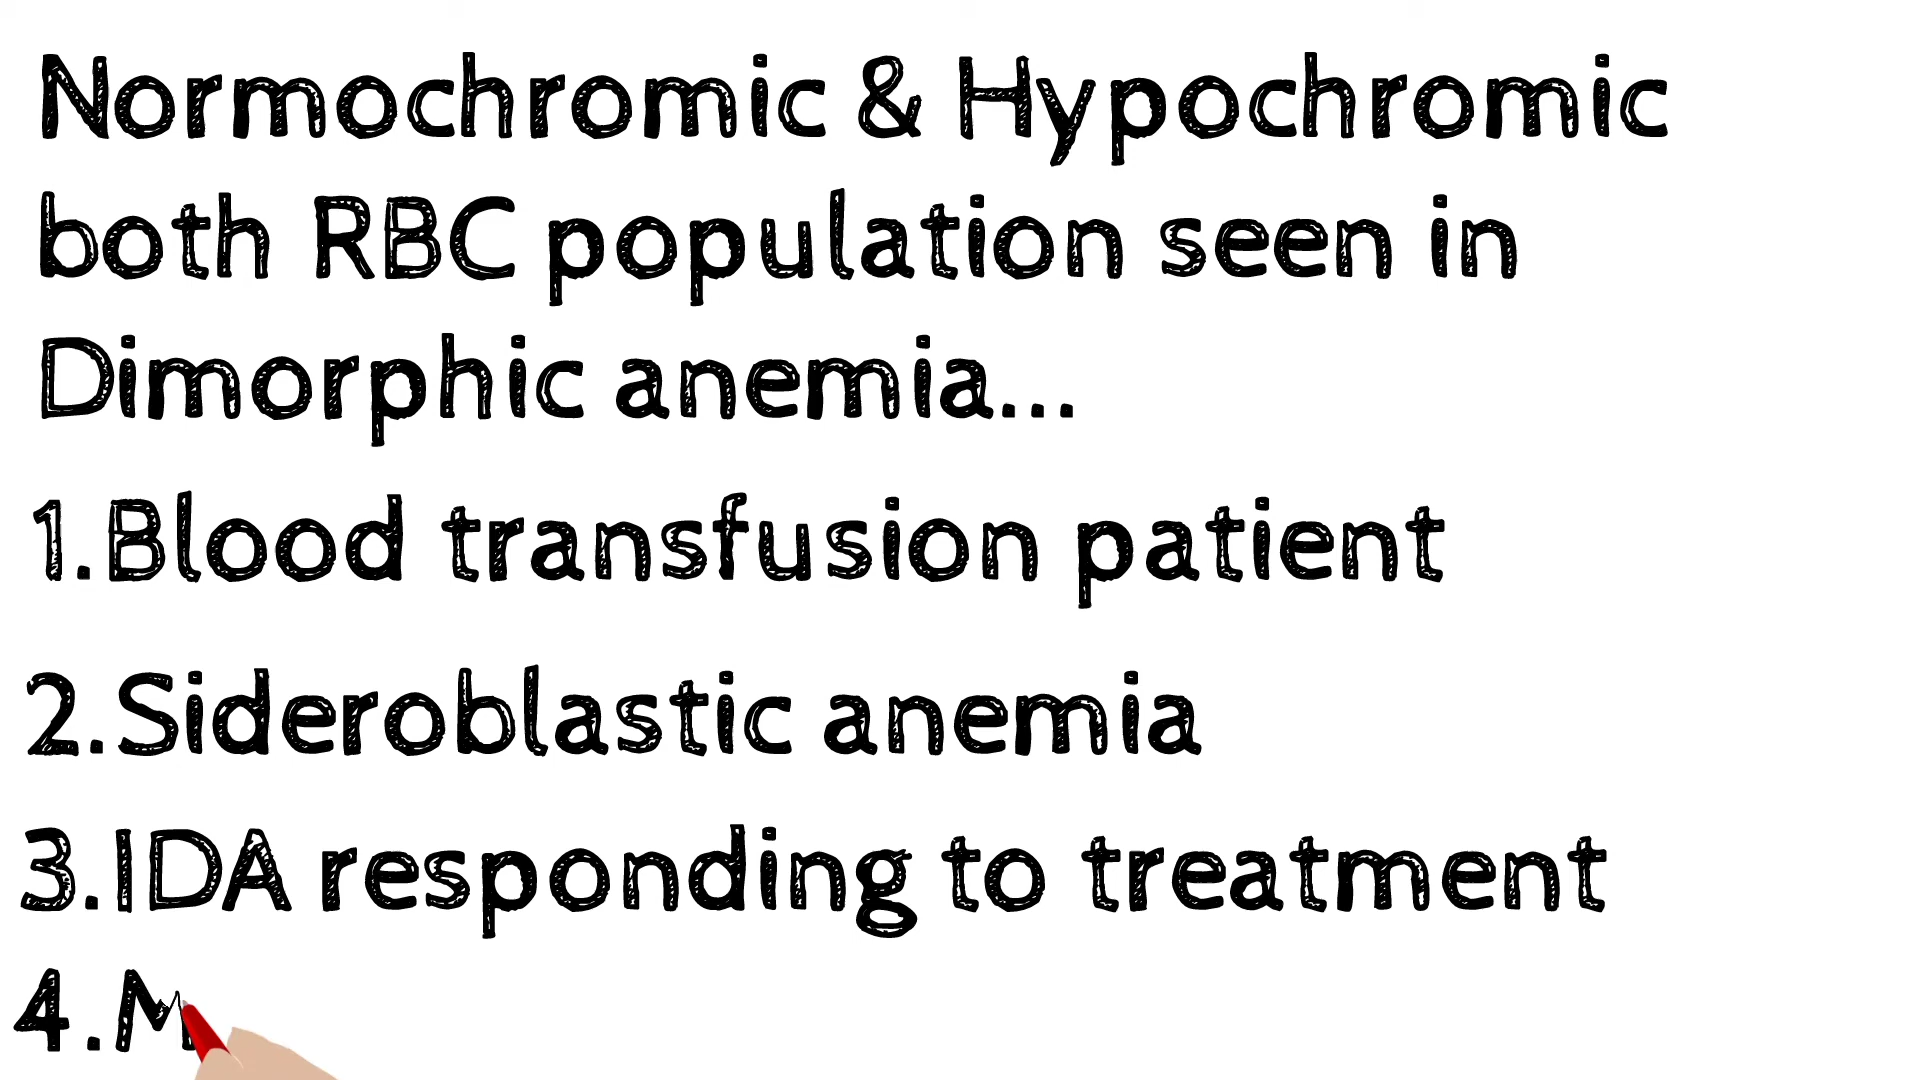 Normochromic & Hypochromic
both RBC population seen in
Dimorphic anemia...
1.Blood transfusion patient
2.Sideroblastic anemia
3.IDA responding to treatment
4.M